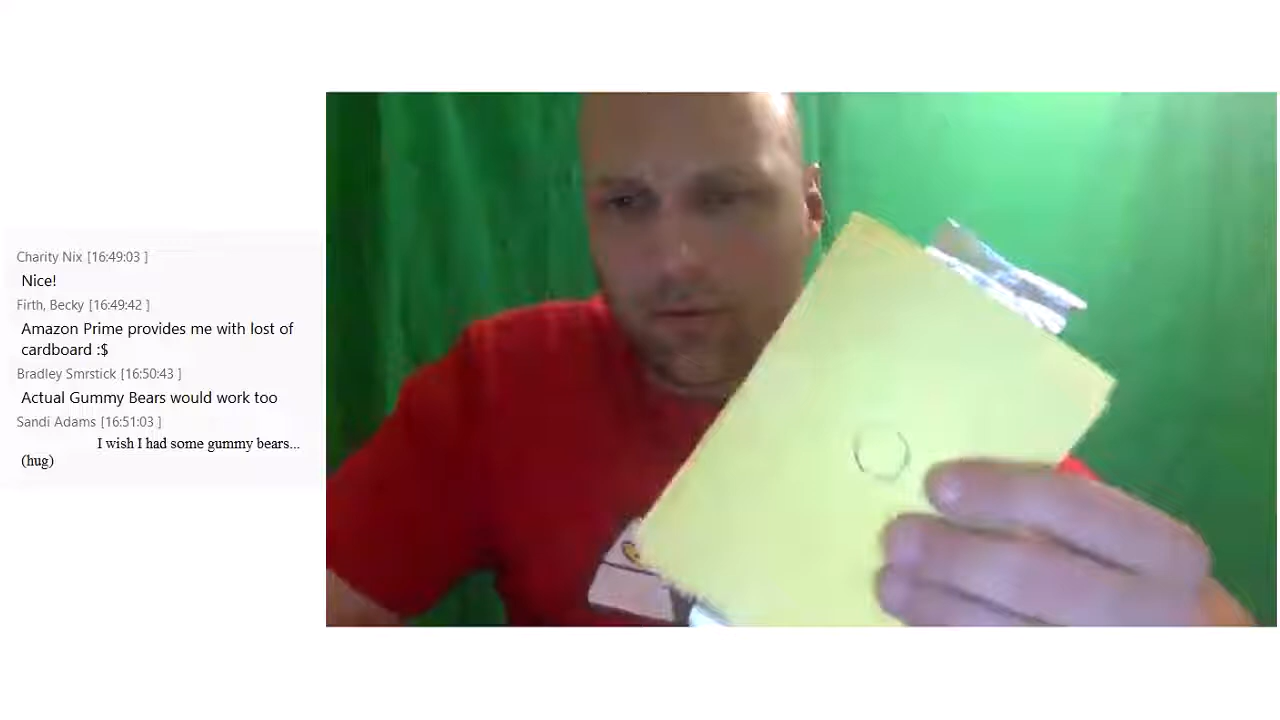 Charity Nix [16:49:03 ]
Nice!
Firth, Becky [16:49:42 ]
Amazon Prime provides me with lost of
cardboard :$
Bradley Smrstick [16:50:43 ]
Actual Gummy Bears would work too
Sandi Adams [16:51:03 ]
I wish I had some gummy bears...
(hug)